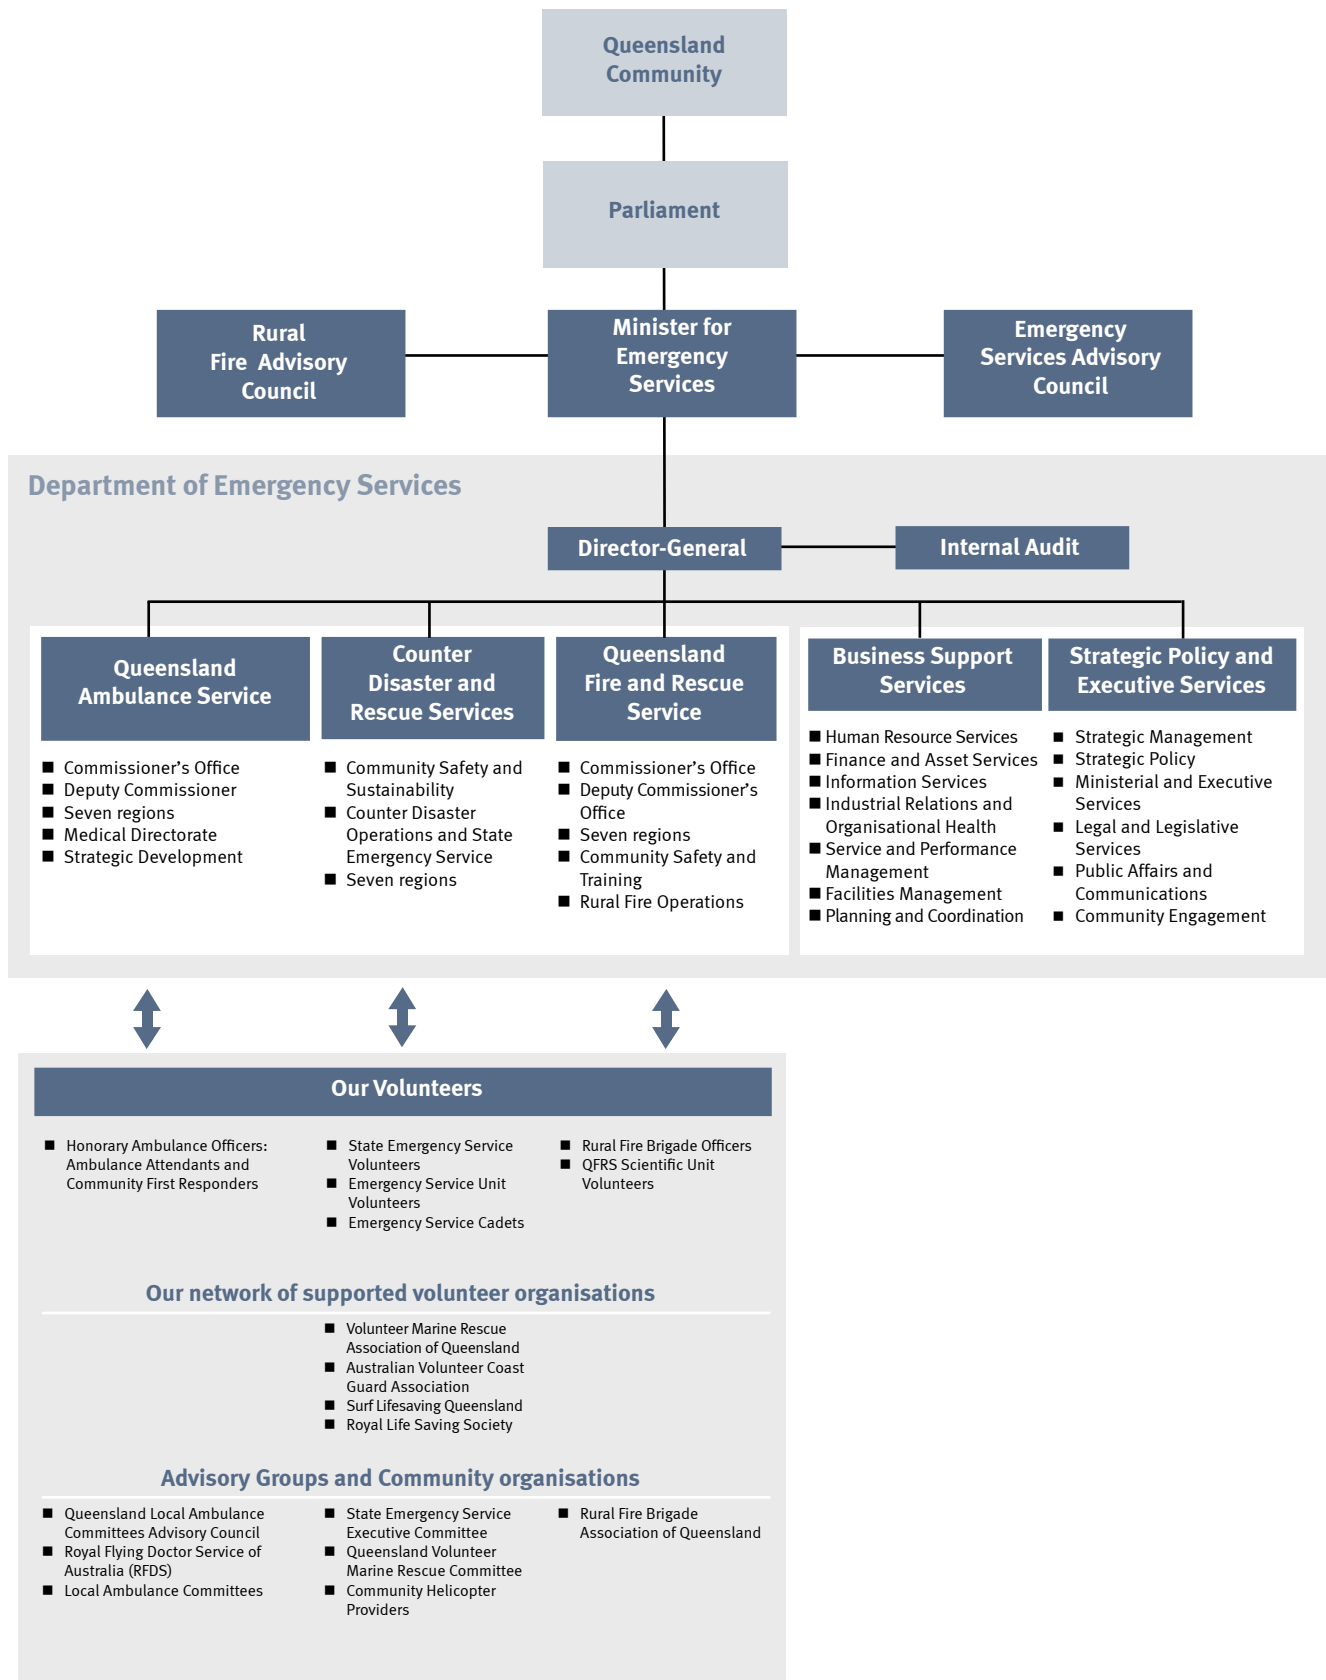 Queensland
Community
Parliament
Rural
Fire Advisory
Council
Minister for
Emergency
Services
Emergency
Services Advisory
Council
Department of Emergency Services
Director-General
Internal Audit
Queensland
Ambulance Service
■ Commissioner's Office
■ Deputy Commissioner
■ Seven regions
■ Medical Directorate
■ Strategic Development
Counter
Disaster and
Rescue Services
■ Community Safety and
Sustainability
■ Counter Disaster
Operations and State
Emergency Service
■ Seven regions
Queensland
Fire and Rescue
Service
■ Commissioner's Office
■ Deputy Commissioner's
Office
■ Seven regions
■ Community Safety and
Training
■ Rural Fire Operations
Business Support
Services
■ Human Resource Services
■ Finance and Asset Services
■ Information Services
■ Industrial Relations and
Organisational Health
■ Service and Performance
Management
■ Facilities Management
■ Planning and Coordination
Strategic Policy and
Executive Services
■ Strategic Management
■ Strategic Policy
■ Ministerial and Executive
Services
■ Legal and Legislative
Services
■ Public Affairs and
Communications
■ Community Engagement
Our Volunteers
■ Honorary Ambulance Officers:
Ambulance Attendants and
Community First Responders
■ State Emergency Service
Volunteers
■ Emergency Service Unit
Volunteers
■ Emergency Service Cadets
■ Rural Fire Brigade Officers
■ QFRS Scientific Unit
Volunteers
Our network of supported volunteer organisations
■ Volunteer Marine Rescue
Association of Queensland
■ Australian Volunteer Coast
Guard Association
■ Surf Lifesaving Queensland
■ Royal Life Saving Society
Advisory Groups and Community organisations
■ Queensland Local Ambulance
Committees Advisory Council
■ Royal Flying Doctor Service of
Australia (RFDS)
■ Local Ambulance Committees
■ State Emergency Service
Executive Committee
■ Queensland Volunteer
Marine Rescue Committee
■ Community Helicopter
Providers
■ Rural Fire Brigade
Association of Queensland